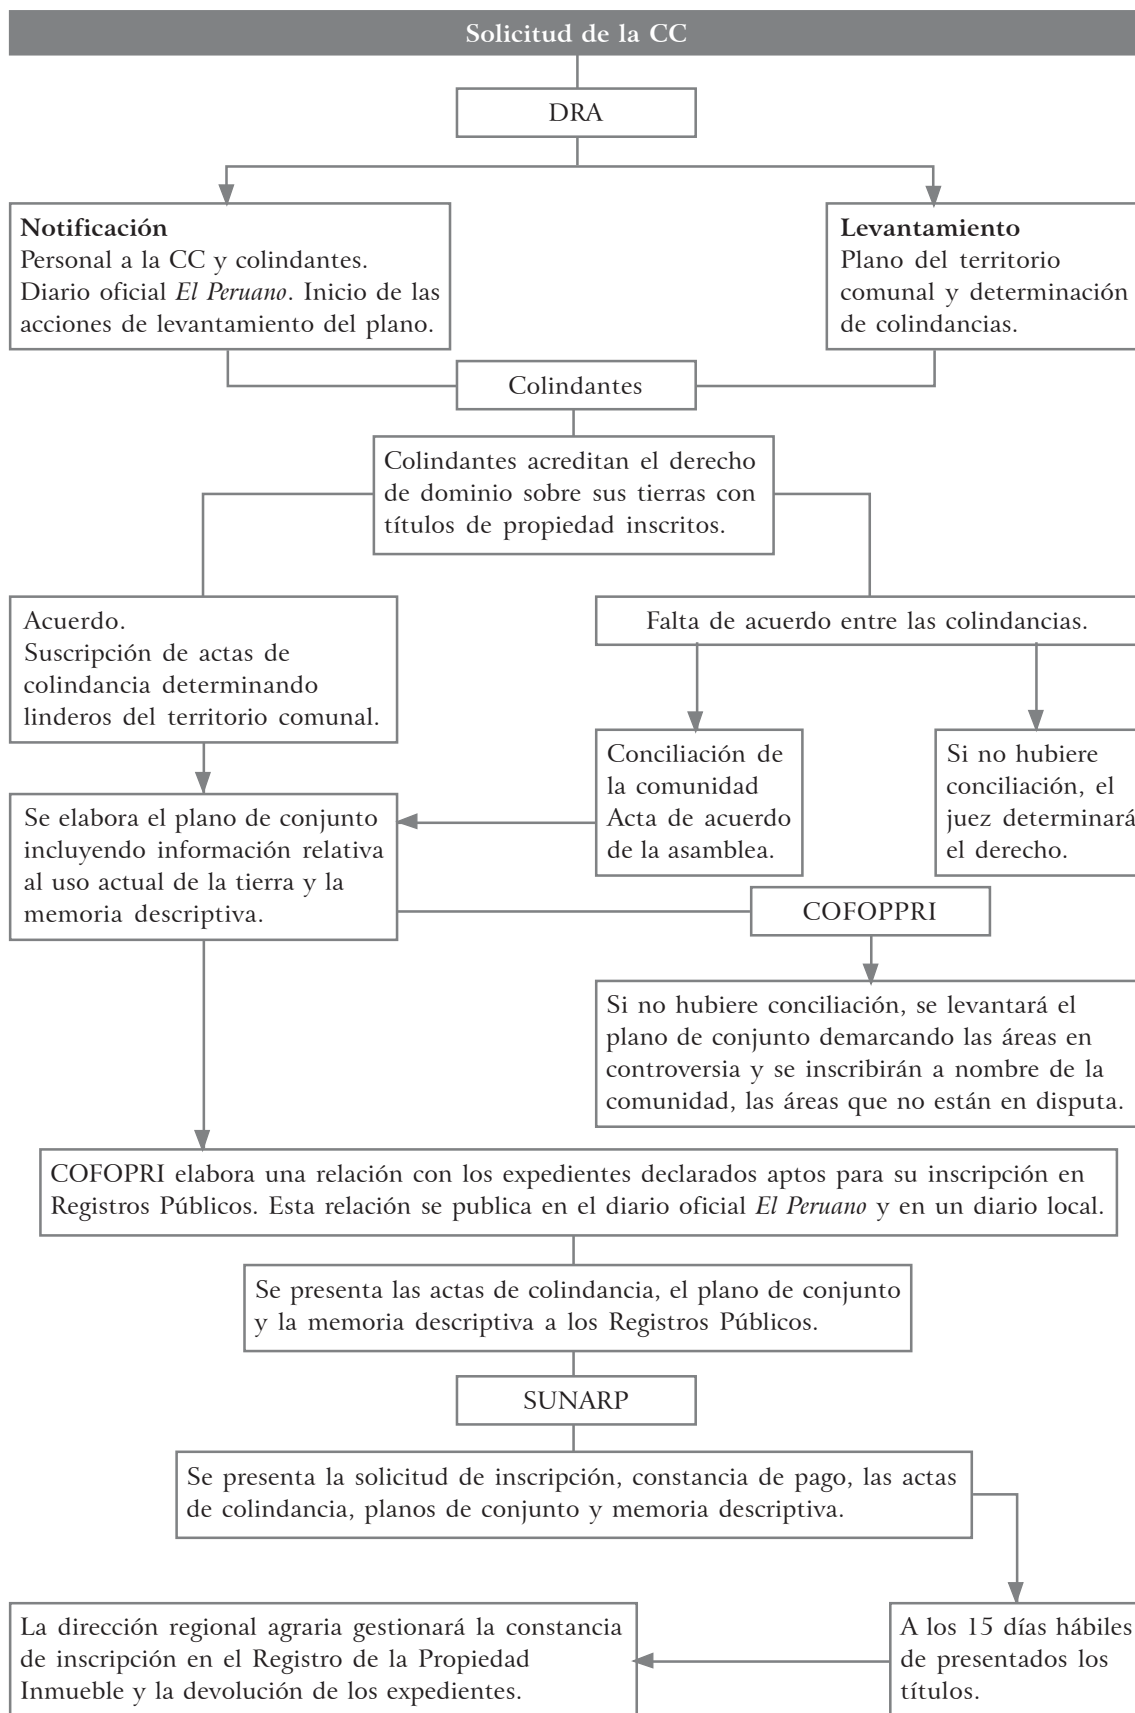 Solicitud de la CC
DRA
Notificación
Personal a la CC y colindantes.
Diario oficial El Peruano. Inicio de las
acciones de levantamiento del plano.
Levantamiento
Plano del territorio
comunal y determinación
de colindancias.
Colindantes
Colindantes acreditan el derecho
de dominio sobre sus tierras con
títulos de propiedad inscritos.
Acuerdo.
Suscripción de actas de
colindancia determinando
linderos del territorio comunal.
Falta de acuerdo entre las colindancias.
Conciliación de
la comunidad
Acta de acuerdo
de la asamblea.
Si no hubiere
conciliación, el
juez determinará
el derecho.
Se elabora el plano de conjunto
incluyendo información relativa
al uso actual de la tierra y la
memoria descriptiva.
COFOPPRI
Si no hubiere conciliación, se levantará el
plano de conjunto demarcando las áreas en
controversia y se inscribirán a nombre de la
comunidad, las áreas que no están en disputa.
COFOPRI elabora una relación con los expedientes declarados aptos para su inscripción en
Registros Públicos. Esta relación se publica en el diario oficial El Peruano y en un diario local.
Se presenta las actas de colindancia, el plano de conjunto
y la memoria descriptiva a los Registros Públicos.
SUNARP
Se presenta la solicitud de inscripción, constancia de pago, las actas
de colindancia, planos de conjunto y memoria descriptiva.
A los 15 días hábiles
de presentados los
títulos.
La dirección regional agraria gestionará la constancia
de inscripción en el Registro de la Propiedad
Inmueble y la devolución de los expedientes.